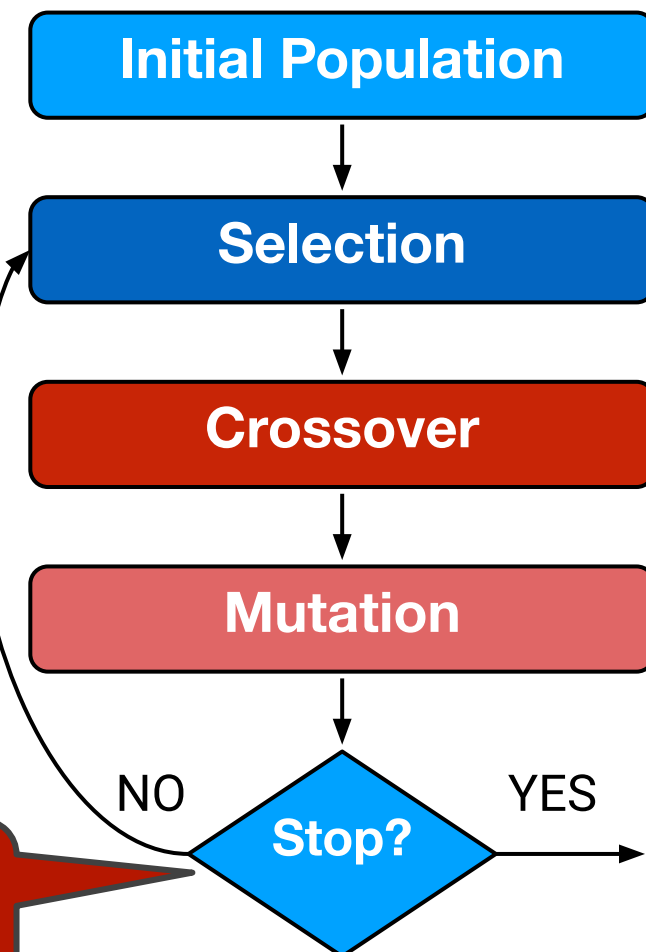 Initial Population
Selection
Crossover
Mutation
NO
YES
Stop?